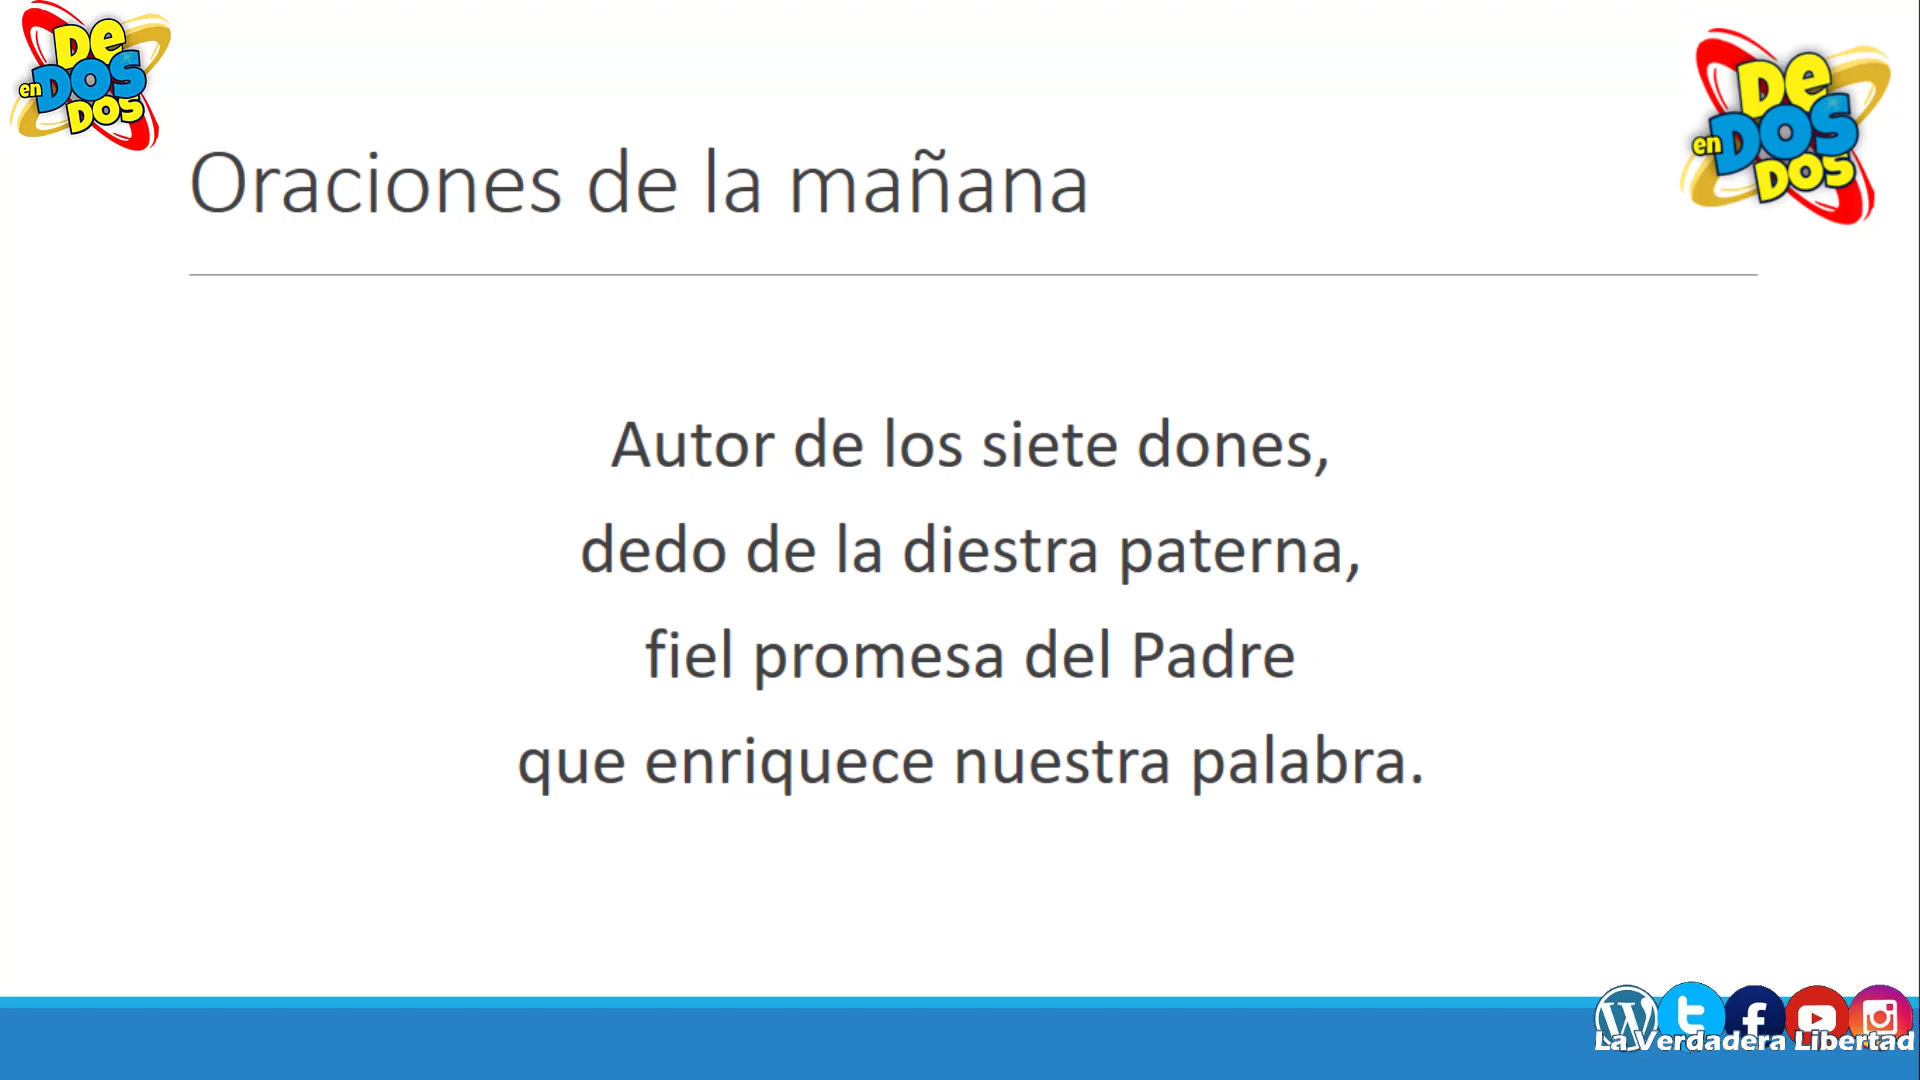 DE
en DOS
DOS
DE
en DOS
DOS
Oraciones de la mañana
Autor de los siete dones,
dedo de la diestra paterna,
fiel promesa del Padre
que enriquece nuestra palabra.
La Verdadera Libertad